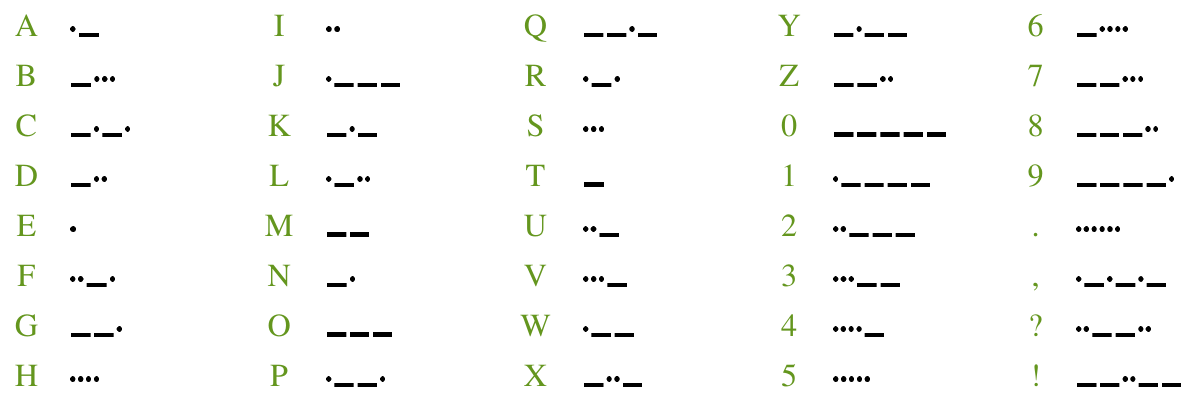 A ·— I ·· Q ——·— Y —·—— 6 —····
B —··· J ·——— R ·—· Z ——·· 7 ——···
C —·—· K —·— S ··· 0 ————— 8 ———··
D —·· L ·—·· T — 1 ·———— 9 ————·
E · M —— U ··— 2 ··——— . ······
F ··—· N —· V ···— 3 ···—— , ·—·—·—
G ——· O ——— W ·—— 4 ····— ? ··——··
H ···· P ·——· X —··— 5 ····· ! ——··——